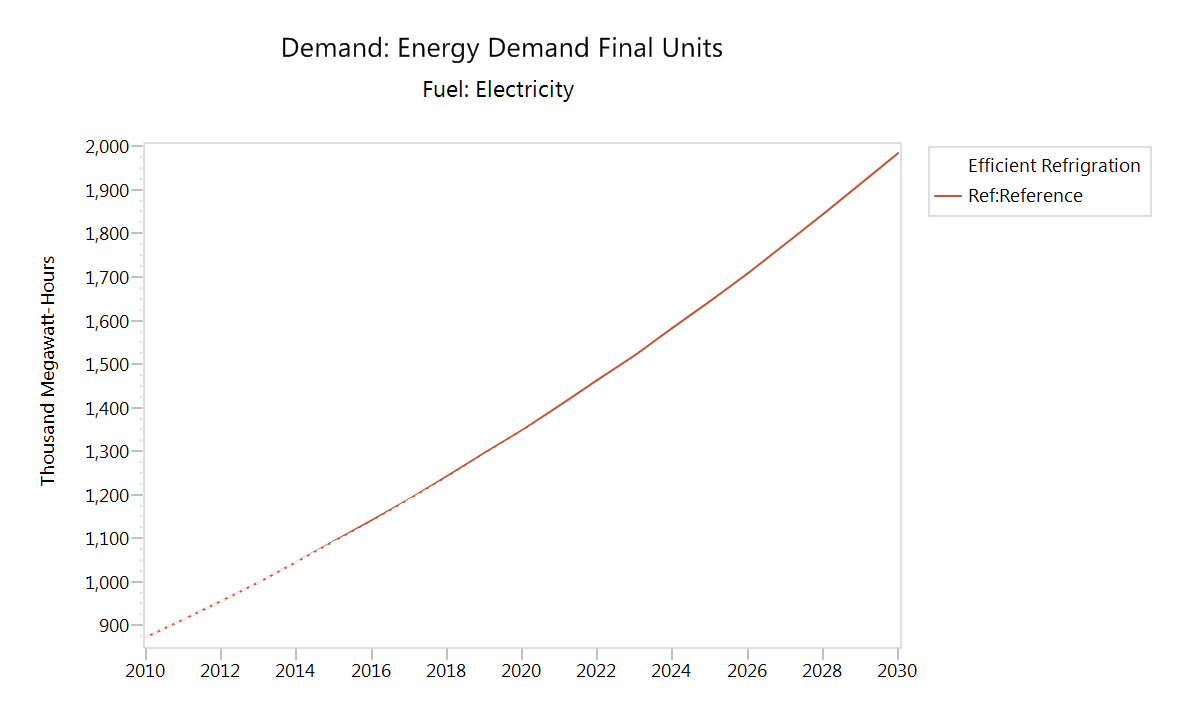 Demand: Energy Demand Final Units
Fuel: Electricity
Thousand Megawatt-Hours
2,000
1,900
1,800
1,700
1,600
1,500
1,400
1,300
1,200
1,100
1,000
900
2010 2012 2014 2016 2018 2020 2022 2024 2026 2028 2030
Efficient Refrigration
Ref:Reference